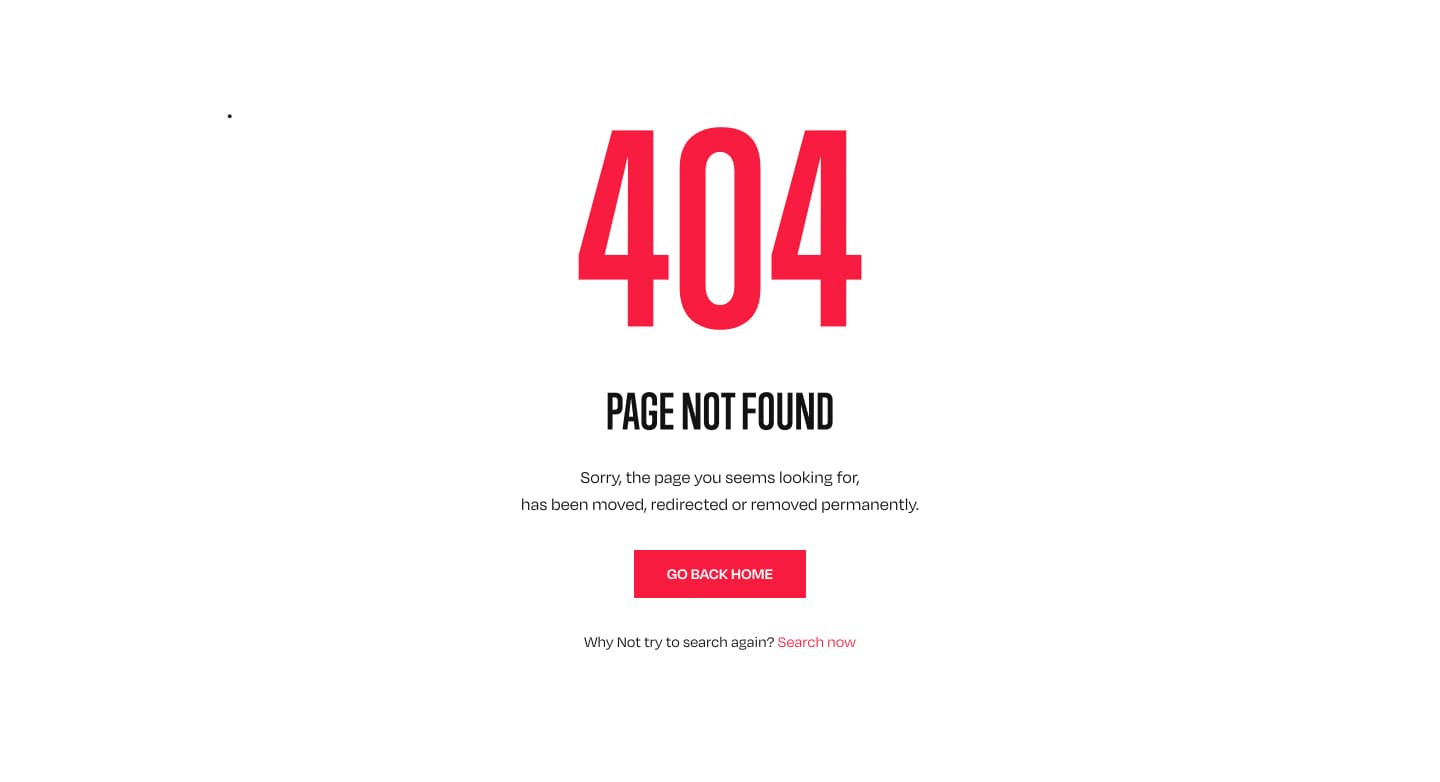 404
PAGE NOT FOUND
Sorry, the page you seems looking for,
has been moved, redirected or removed permanently.
GO BACK HOME
Why Not try to search again? Search now